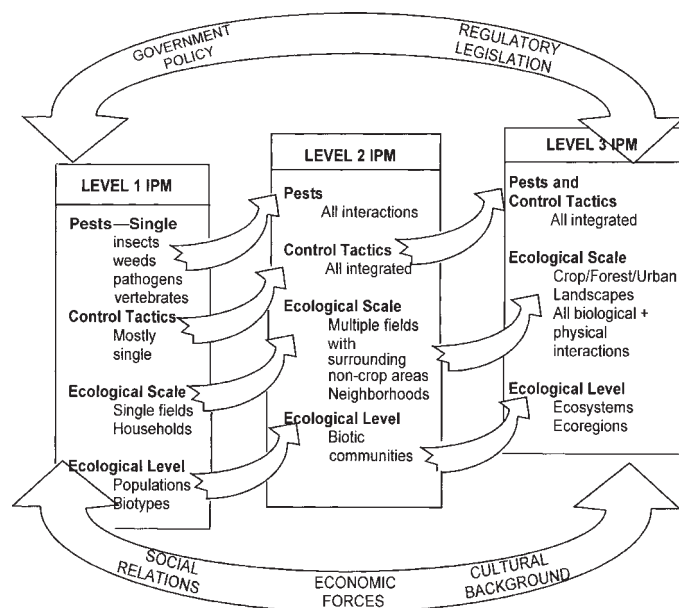 GOVERNMENT
POLICY
REGULATORY
LEGISLATION
LEVEL 1 IPM
Pests—Single
insects
weeds
pathogens
vertebrates
Control Tactics
Mostly
single
Ecological Scale
Single fields
Households
Ecological Level
Populations
Biotypes
LEVEL 2 IPM
Pests
All interactions
Control Tactics
All integrated
Ecological Scale
Multiple fields
with
surrounding
non-crop areas
Neighborhoods
Ecological Level
Biotic
communities
LEVEL 3 IPM
Pests and
Control Tactics
All integrated
Ecological Scale
Crop/Forest/Urban
Landscapes
All biological +
physical
interactions
Ecological Level
Ecosystems
Ecoregions
SOCIAL
RELATIONS
ECONOMIC
FORCES
CULTURAL
BACKGROUND